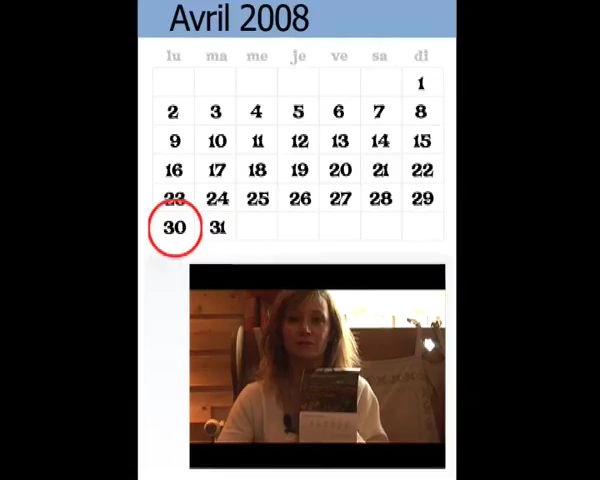 Avril 2008
lu ma me je ve sa di
1
2 3 4 5 6 7 8
9 10 11 12 13 14 15
16 17 18 19 20 21 22
23 24 25 26 27 28 29
30 31